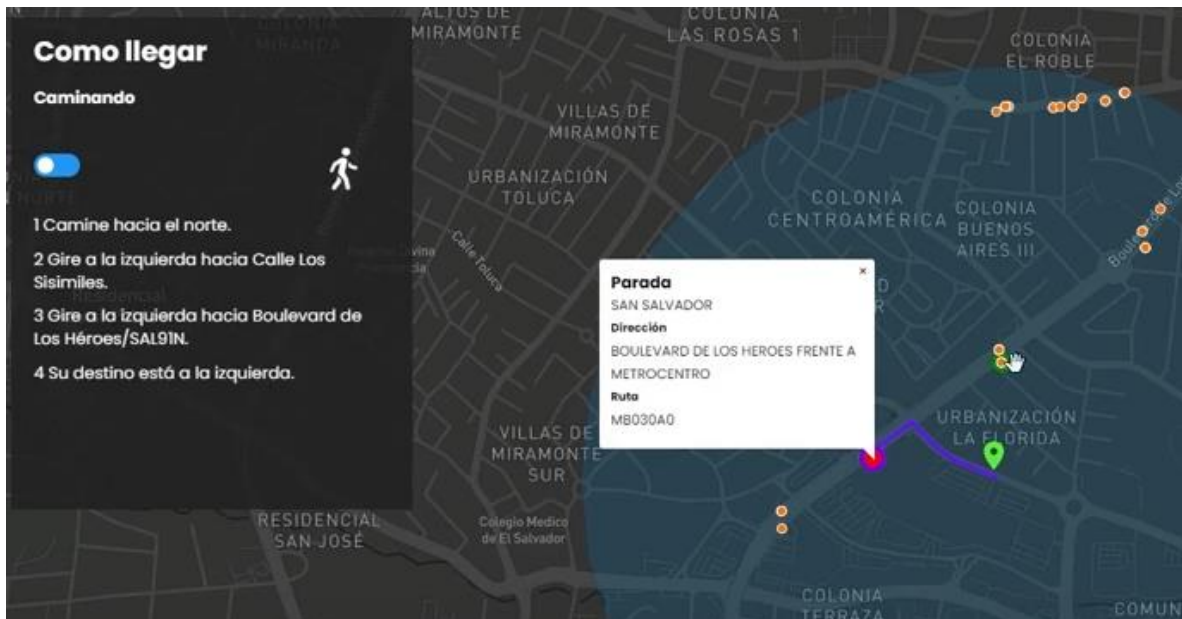 Como llegar
Caminando
1 Camine hacia el norte.
2 Gire a la izquierda hacia Calle Los
Sisimiles.
3 Gire a la izquierda hacia Boulevard de
Los Héroes/SAL91N.
4 Su destino está a la izquierda.
ALTOS DE
MIRAMONTE
COLONIA
LAS ROSAS 1
COLONIA
EL ROBLE
VILLAS DE
MIRAMONTE
URBANIZACIÓN
TOLUCA
COLONIA
CENTROAMÉRICA
COLONIA
BUENOS
AIRES III
Calle Toluca
×
Parada
SAN SALVADOR
Dirección
BOULEVARD DE LOS HEROES FRENTE A
METROCENTRO
Ruta
MB030A0
URBANIZACIÓN
LA FLORIDA
VILLAS DE
MIRAMONTE
SUR
RESIDENCIAL
SAN JOSÉ
Colegio Medico
de El Salvador
COLONIA
TERRAZA
COMUN